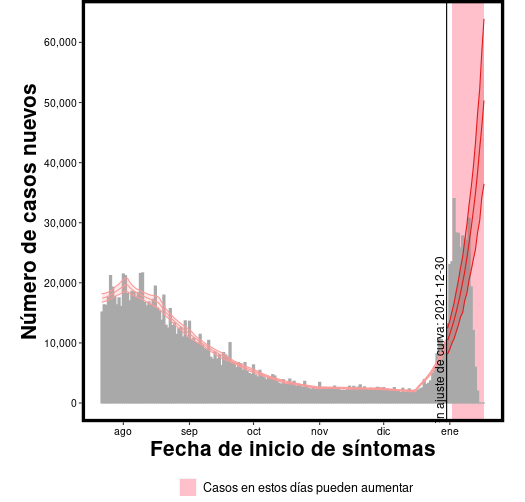 Número de casos nuevos
60,000
50,000
40,000
30,000
20,000
10,000
0
n ajuste de curva: 2021-12-30
ago sep oct nov dic ene
Fecha de inicio de síntomas
Casos en estos días pueden aumentar